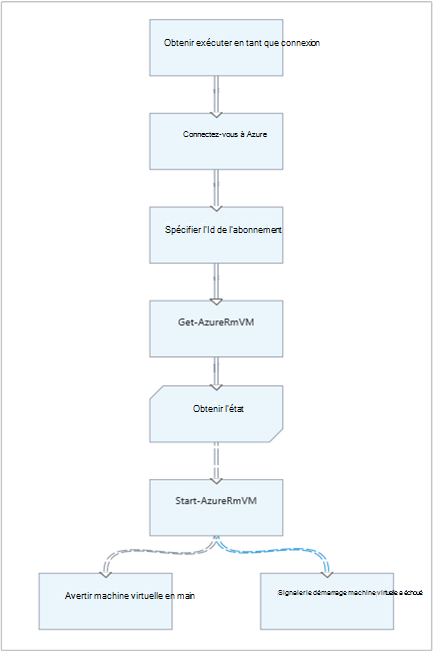 Obtenir exécuter en tant que connexion
Connectez-vous à Azure
Spécifier l'Id de l'abonnement
Get-AzureRmVM
Obtenir l'état
Start-AzureRmVM
Avertir machine virtuelle en main
Signaler le démarrage machine virtuelle a échoué